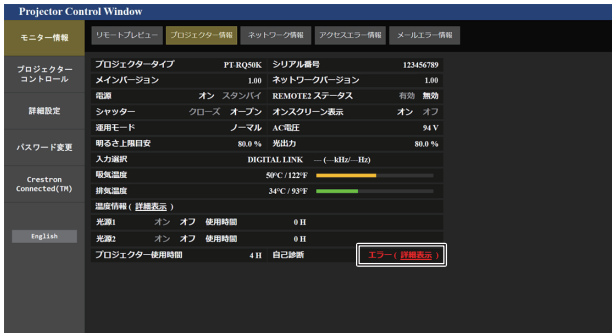 Projector Control Window
モニター情報
プロジェクター
コントロール
詳細設定
パスワード変更
Crestron
Connected(TM)
English
リモートプレビュー プロジェクター情報 ネットワーク情報 アクセスエラー情報 メールエラー情報
プロジェクタータイプ PT-RQ50K シリアル番号 123456789
メインバージョン 1.00 ネットワークバージョン 1.00
電源 オン スタンバイ REMOTE2 ステータス 有効 無効
シャッター クローズ オープン オンスクリーン表示 オン オフ
運用モード ノーマル AC電圧 94 V
明るさ上限目安 80.0 % 光出力 80.0 %
入力選択 DIGITAL LINK — (—kHz/—Hz)
吸気温度 50°C / 122°F
排気温度 34°C / 93°F
温度情報 ( 詳細表示 )
光源1 オン オフ 使用時間 0 H
光源2 オン オフ 使用時間 0 H
プロジェクター使用時間 4 H 自己診断 エラー ( 詳細表示 )